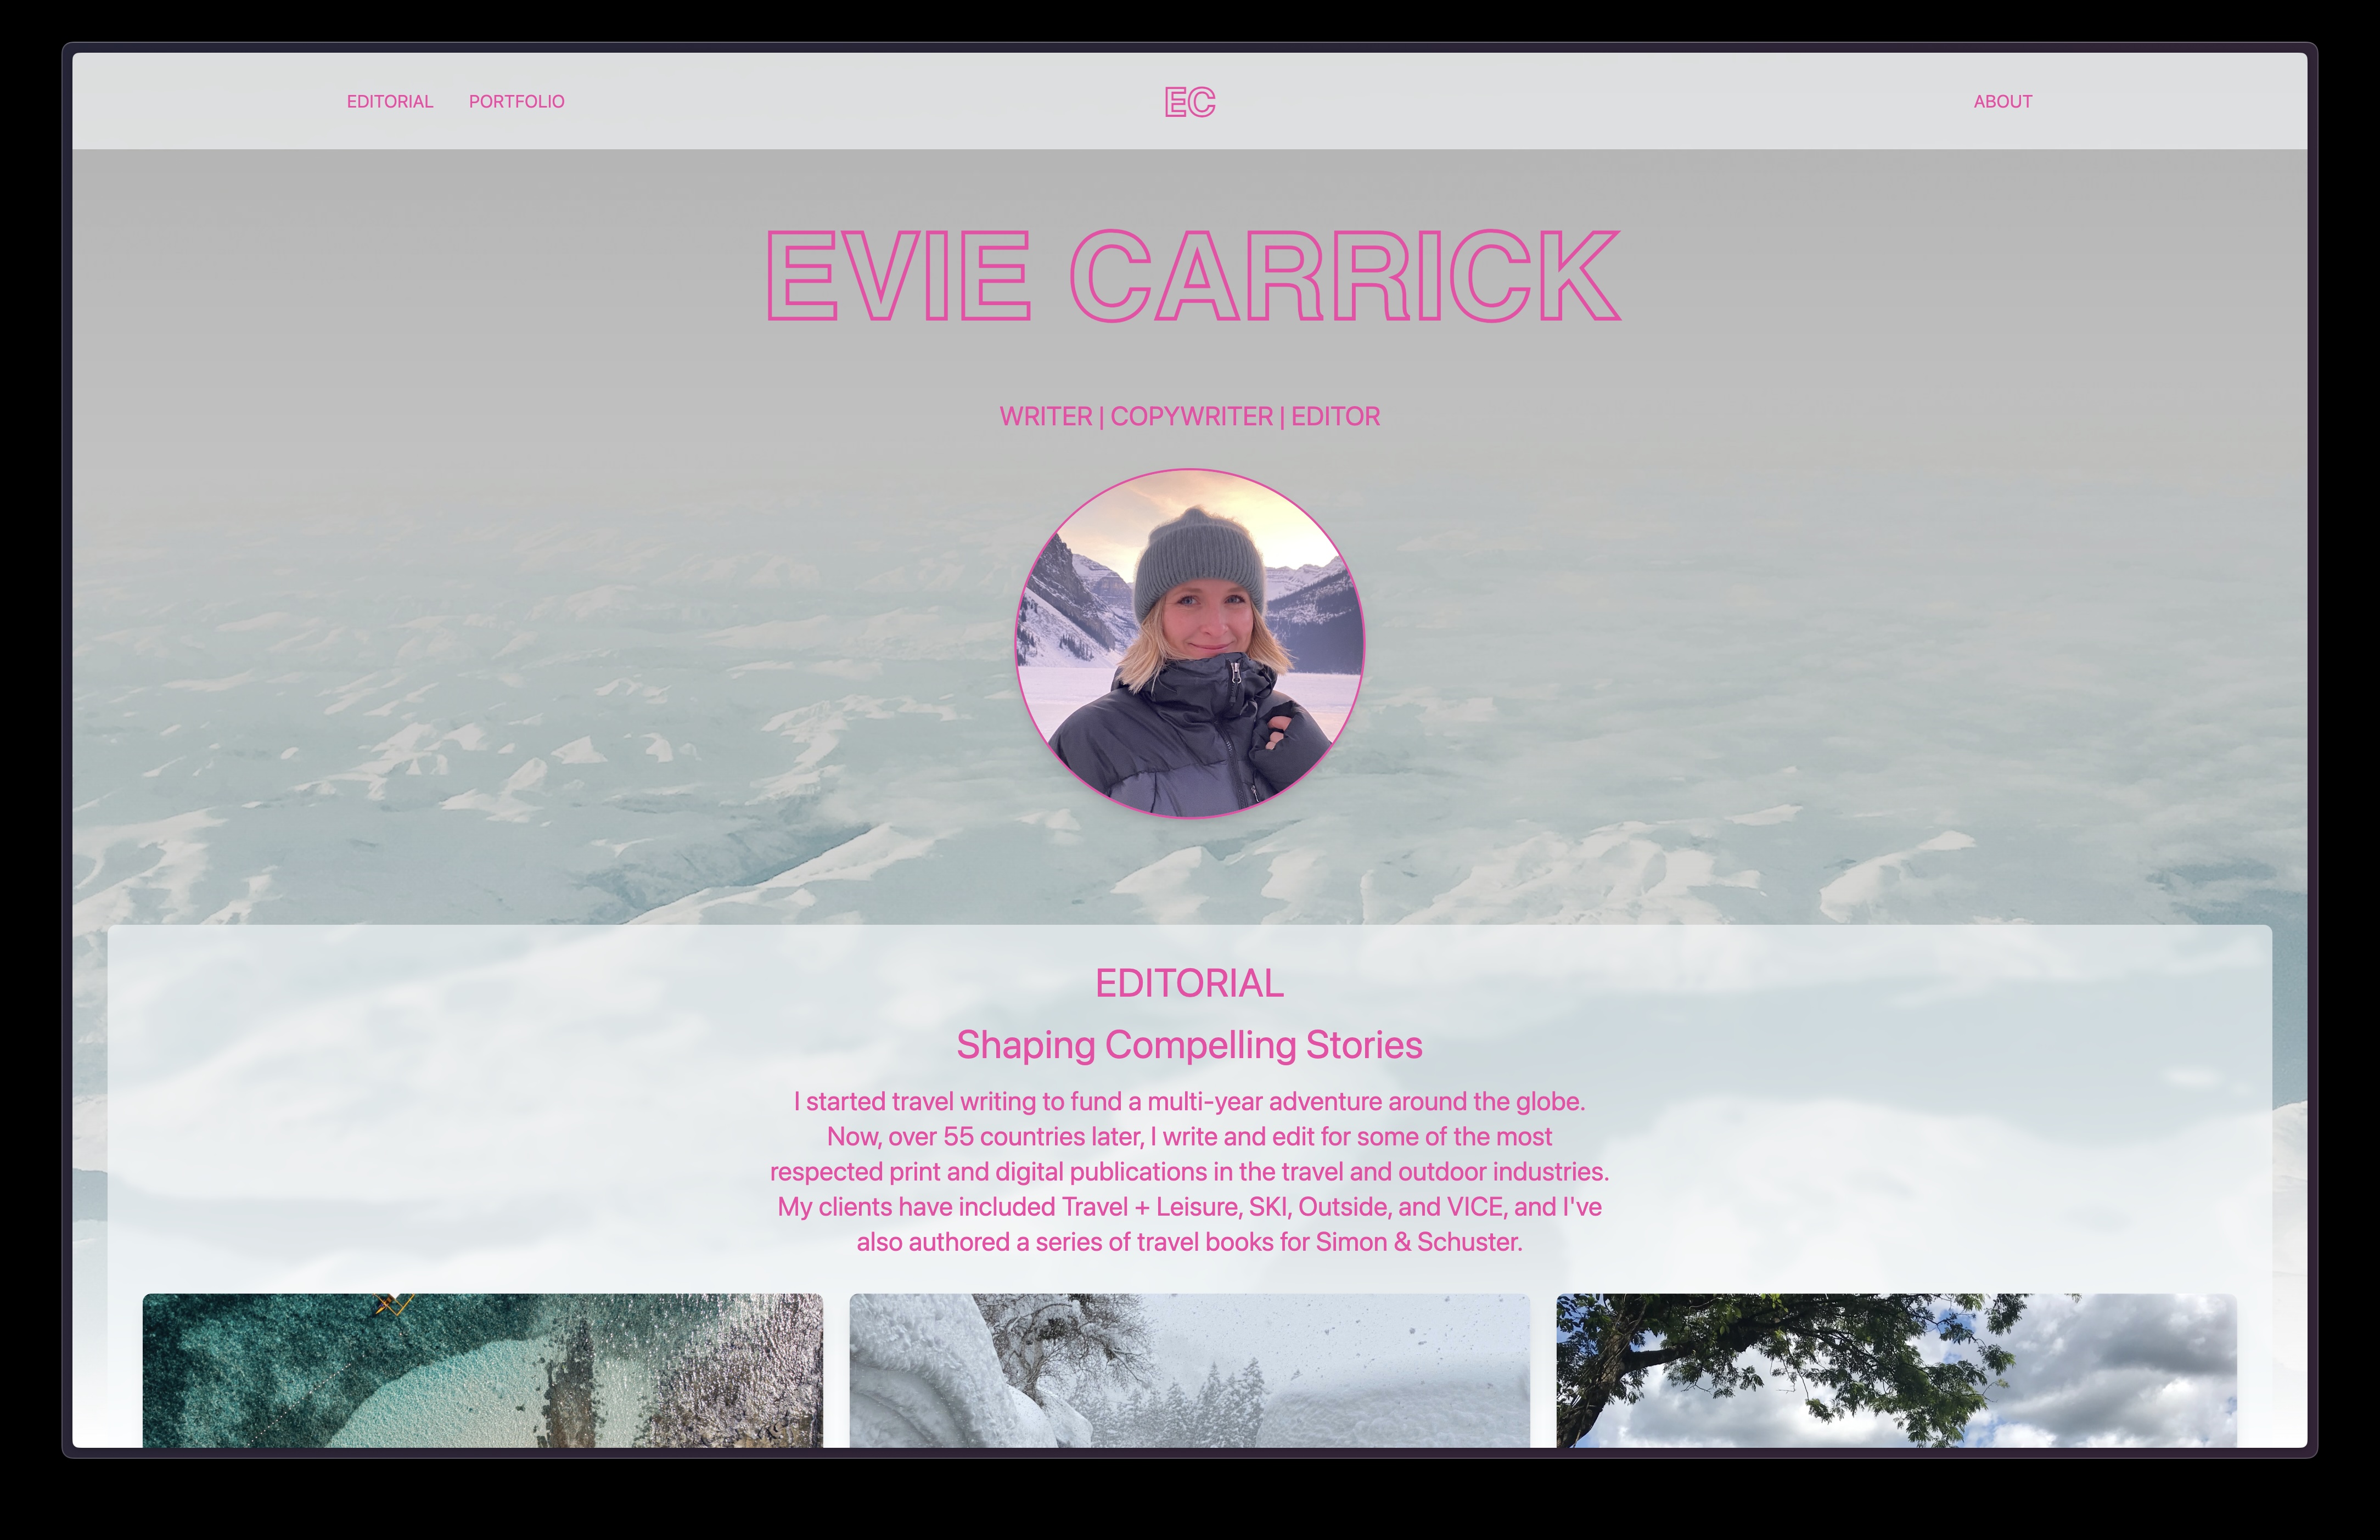 EDITORIAL PORTFOLIO EC ABOUT
EVIE CARRICK
WRITER | COPYWRITER | EDITOR
EDITORIAL
Shaping Compelling Stories
I started travel writing to fund a multi-year adventure around the globe.
Now, over 55 countries later, I write and edit for some of the most
respected print and digital publications in the travel and outdoor industries.
My clients have included Travel + Leisure, SKI, Outside, and VICE, and I've
also authored a series of travel books for Simon & Schuster.